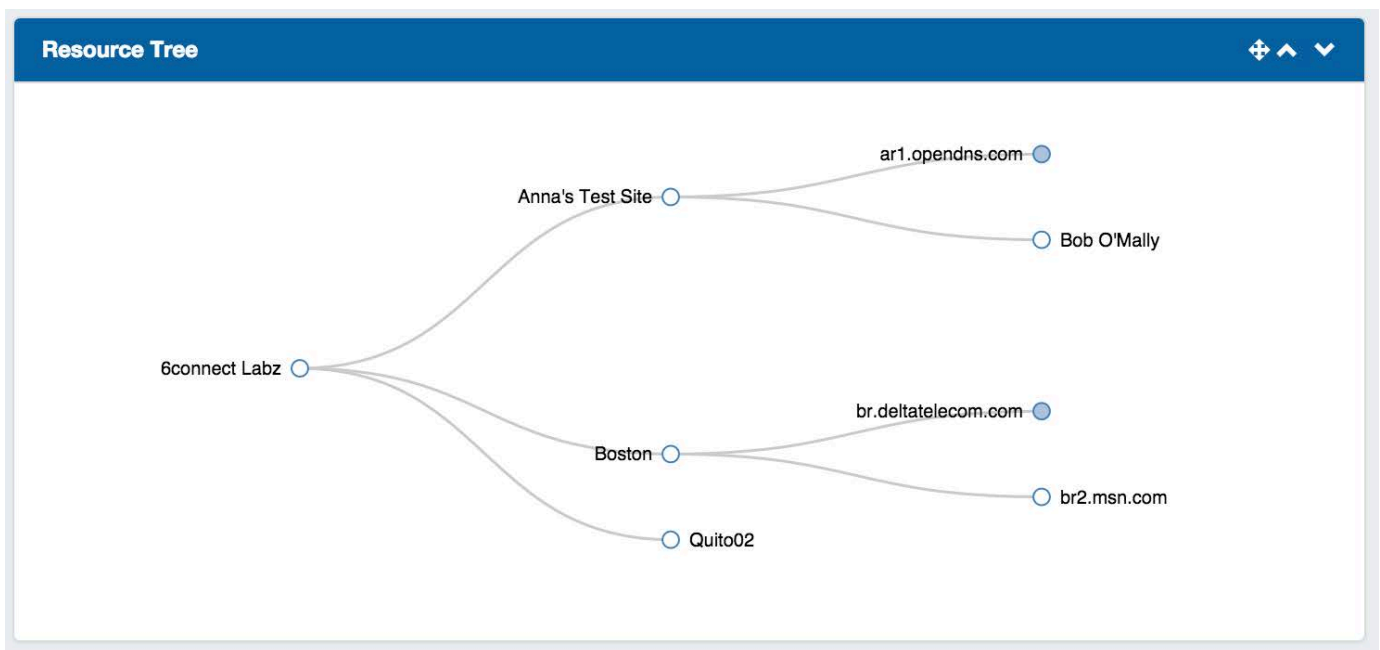 Resource Tree
ar1.opendns.com
Anna's Test Site
Bob O'Mally
6connect Labz
br.deltatelecom.com
Boston
br2.msn.com
Quito02